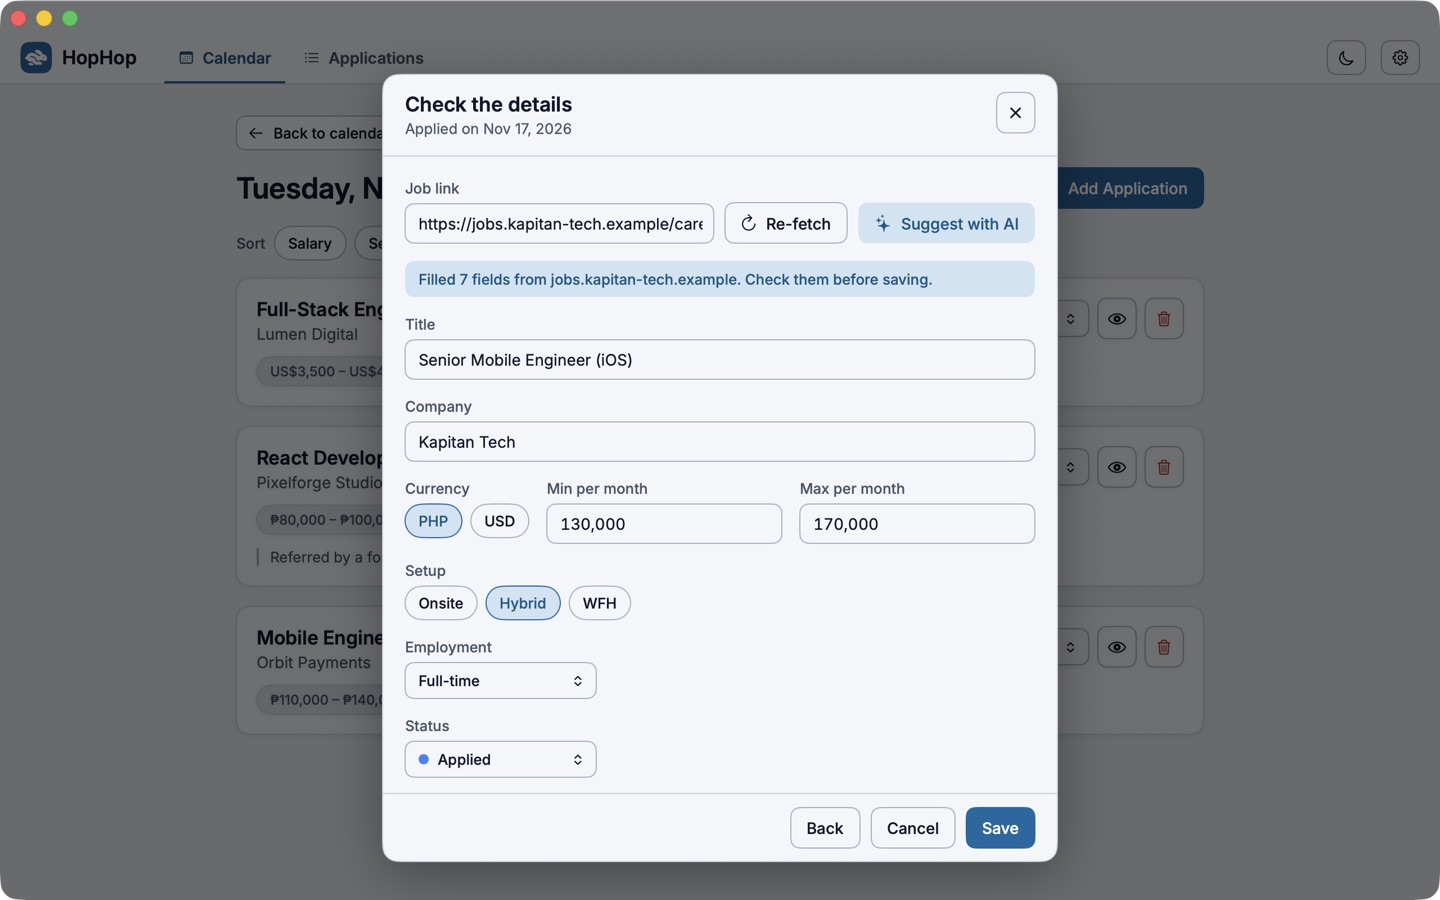 HopHop
Calendar
Applications
Back to calenda
Tuesday, N
Add Application
Sort
Salary
Se
Full-Stack Eng
Lumen Digital
US$3,500 – US$4
React Develop
Pixelforge Studio
₱80,000 – ₱100,0
Referred by a fo
Mobile Engine
Orbit Payments
₱110,000 – ₱140,0
Check the details
Applied on Nov 17, 2026
Job link
https://jobs.kapitan-tech.example/care
Re-fetch
Suggest with AI
Filled 7 fields from jobs.kapitan-tech.example. Check them before saving.
Title
Senior Mobile Engineer (iOS)
Company
Kapitan Tech
Currency
Min per month
Max per month
PHP
USD
130,000
170,000
Setup
Onsite
Hybrid
WFH
Employment
Full-time
Status
Applied
Back
Cancel
Save